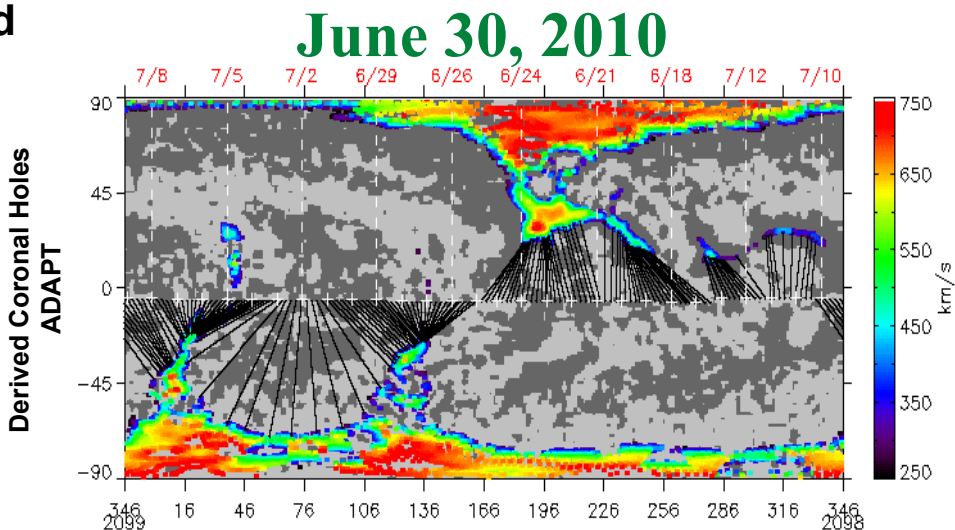 d
June 30, 2010
7/8 7/5 7/2 6/29 6/26 6/24 6/21 6/18 7/12 7/10
Derived Coronal Holes
ADAPT
90
45
0
−45
−90
750
650
550
450
350
250
km/s
346 16 46 76 106 136 166 196 226 256 286 316 346
2099 2098